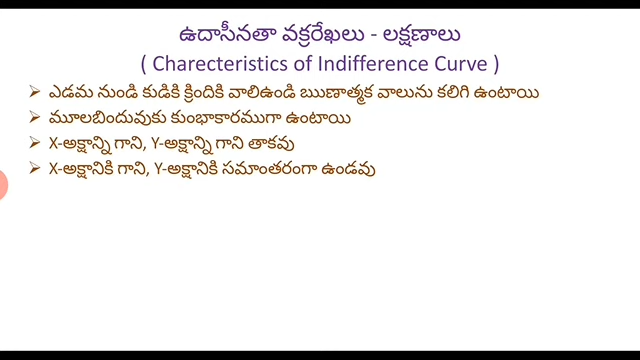 ఉదాసీనతా వక్రరేఖలు - లక్షణాలు
( Charecteristics of Indifference Curve )
➢ ఎడమ నుండి కుడికి క్రిందికి వాలిఉండి ఋణాత్మక వాలును కలిగి ఉంటాయి
➢ మూలబిందువుకు కుంభాకారముగా ఉంటాయి
➢ X-అక్షాన్ని గాని, Y-అక్షాన్ని గాని తాకవు
➢ X-అక్షానికి గాని, Y-అక్షానికి సమాంతరంగా ఉండవు